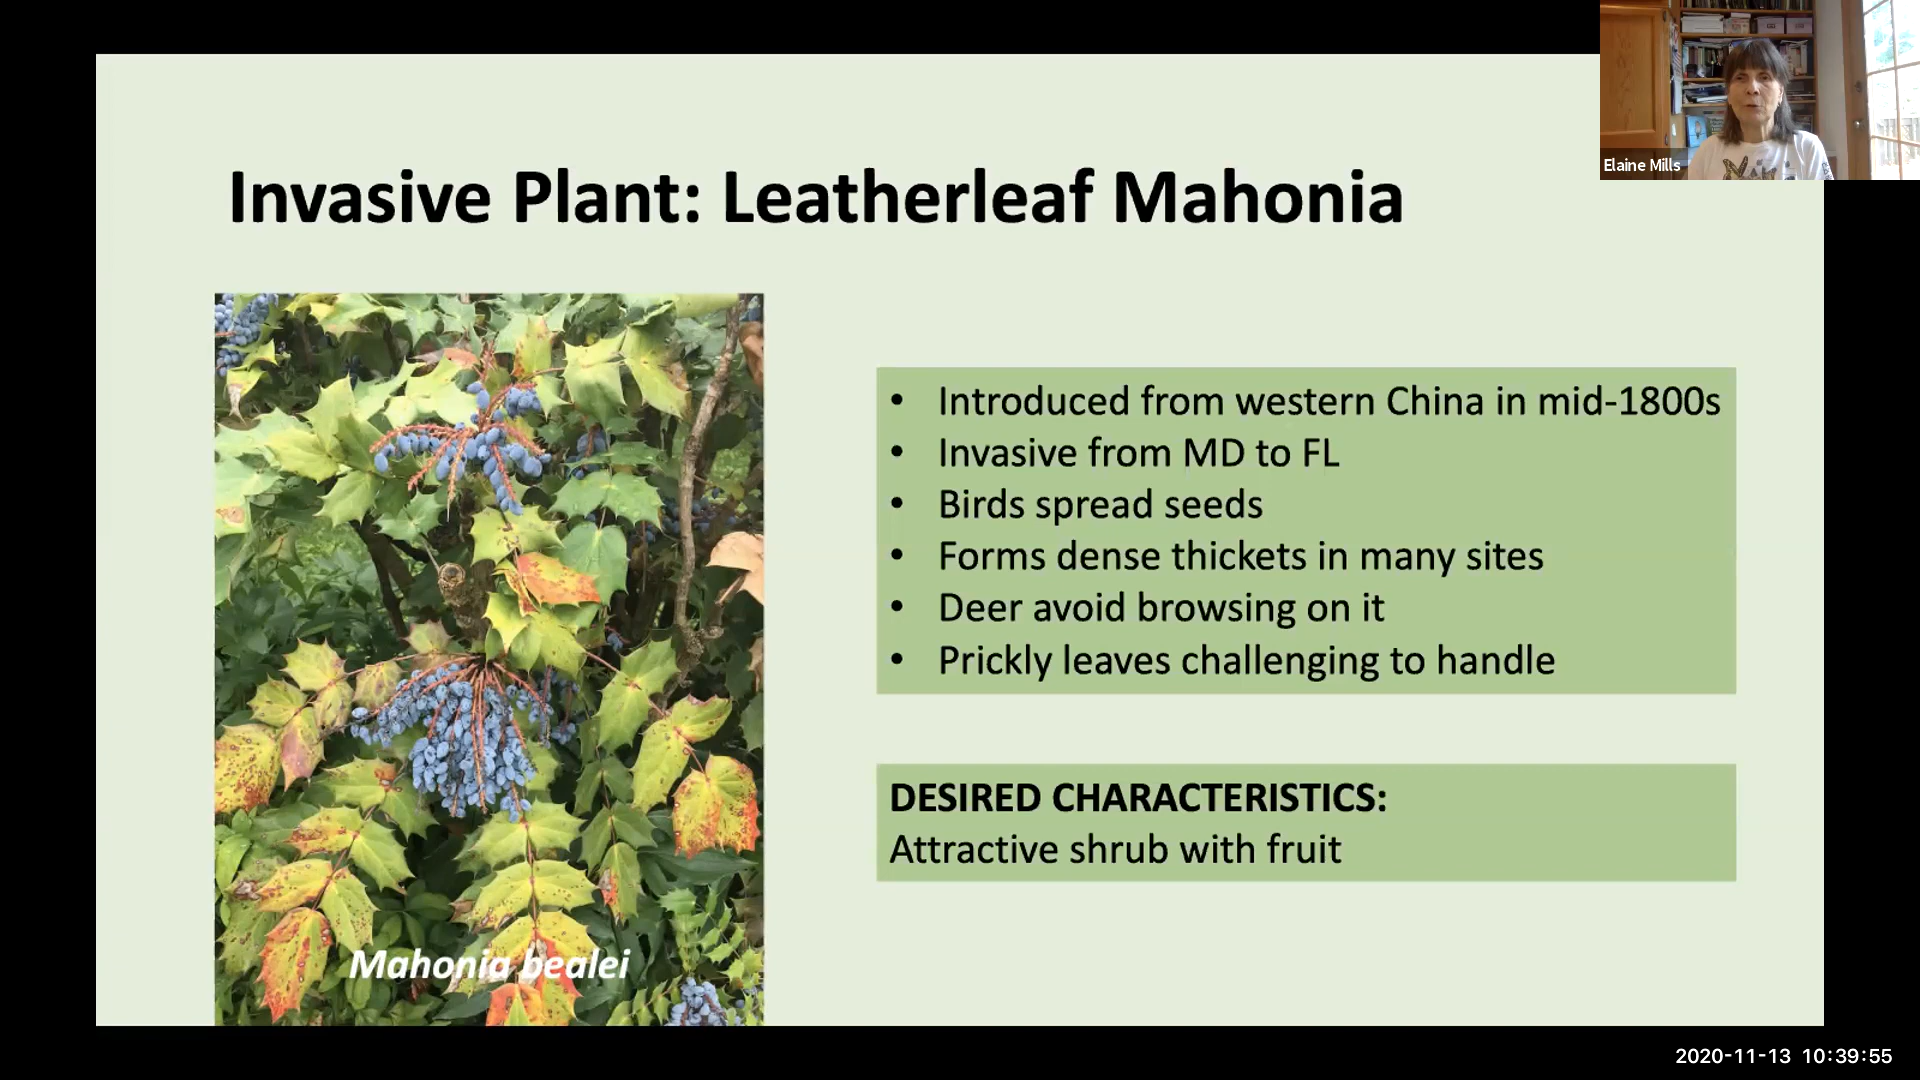 Elaine Mills
Invasive Plant: Leatherleaf Mahonia
• Introduced from western China in mid-1800s
• Invasive from MD to FL
• Birds spread seeds
• Forms dense thickets in many sites
• Deer avoid browsing on it
• Prickly leaves challenging to handle
DESIRED CHARACTERISTICS:
Attractive shrub with fruit
Mahonia bealei
2020-11-13 10:39:55